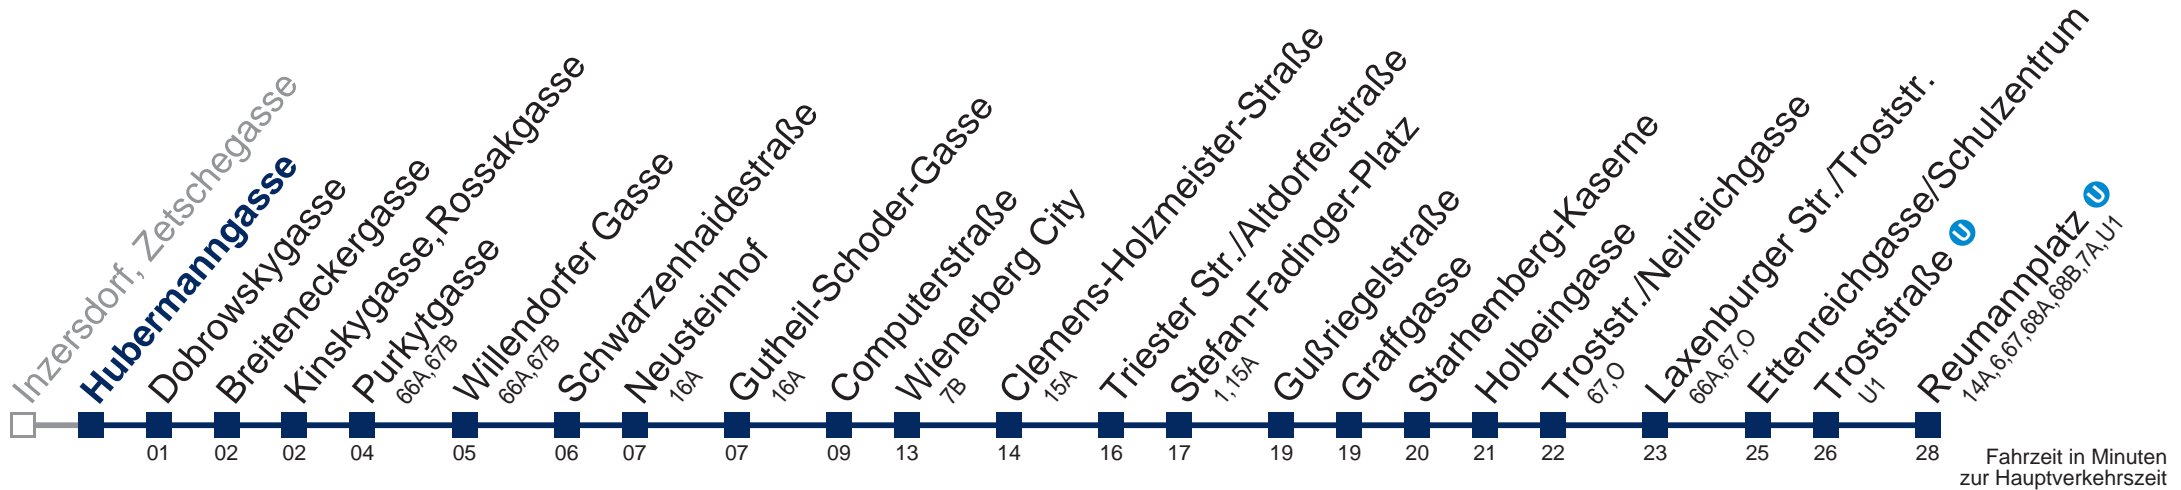 Inzersdorf, Zetschegasse
Hubermanngasse
Dobrowskygasse
01
Breiteneckergasse
02
Kinskygasse,Rossakgasse
02
Purkytgasse
66A,67B
04
Willendorfer Gasse
66A,67B
05
Schwarzenhaidestraße
06
Neusteinhof
16A
07
Gutheil-Schoder-Gasse
16A
07
Computerstraße
09
Wienerberg City
7B
13
Clemens-Holzmeister-Straße
15A
14
Triester Str./Altdorferstraße
16
Stefan-Fadinger-Platz
1,15A
17
Gußriegelstraße
19
Graffgasse
19
Starhemberg-Kaserne
20
Holbeingasse
21
Troststr./Neilreichgasse
67,O
22
Laxenburger Str./Troststr.
66A,67,O
23
Ettenreichgasse/Schulzentrum
25
Troststraße U
U1
26
Reumannplatz U
14A,6,67,68A,68B,7A,U1
28
Fahrzeit in Minuten
zur Hauptverkehrszeit